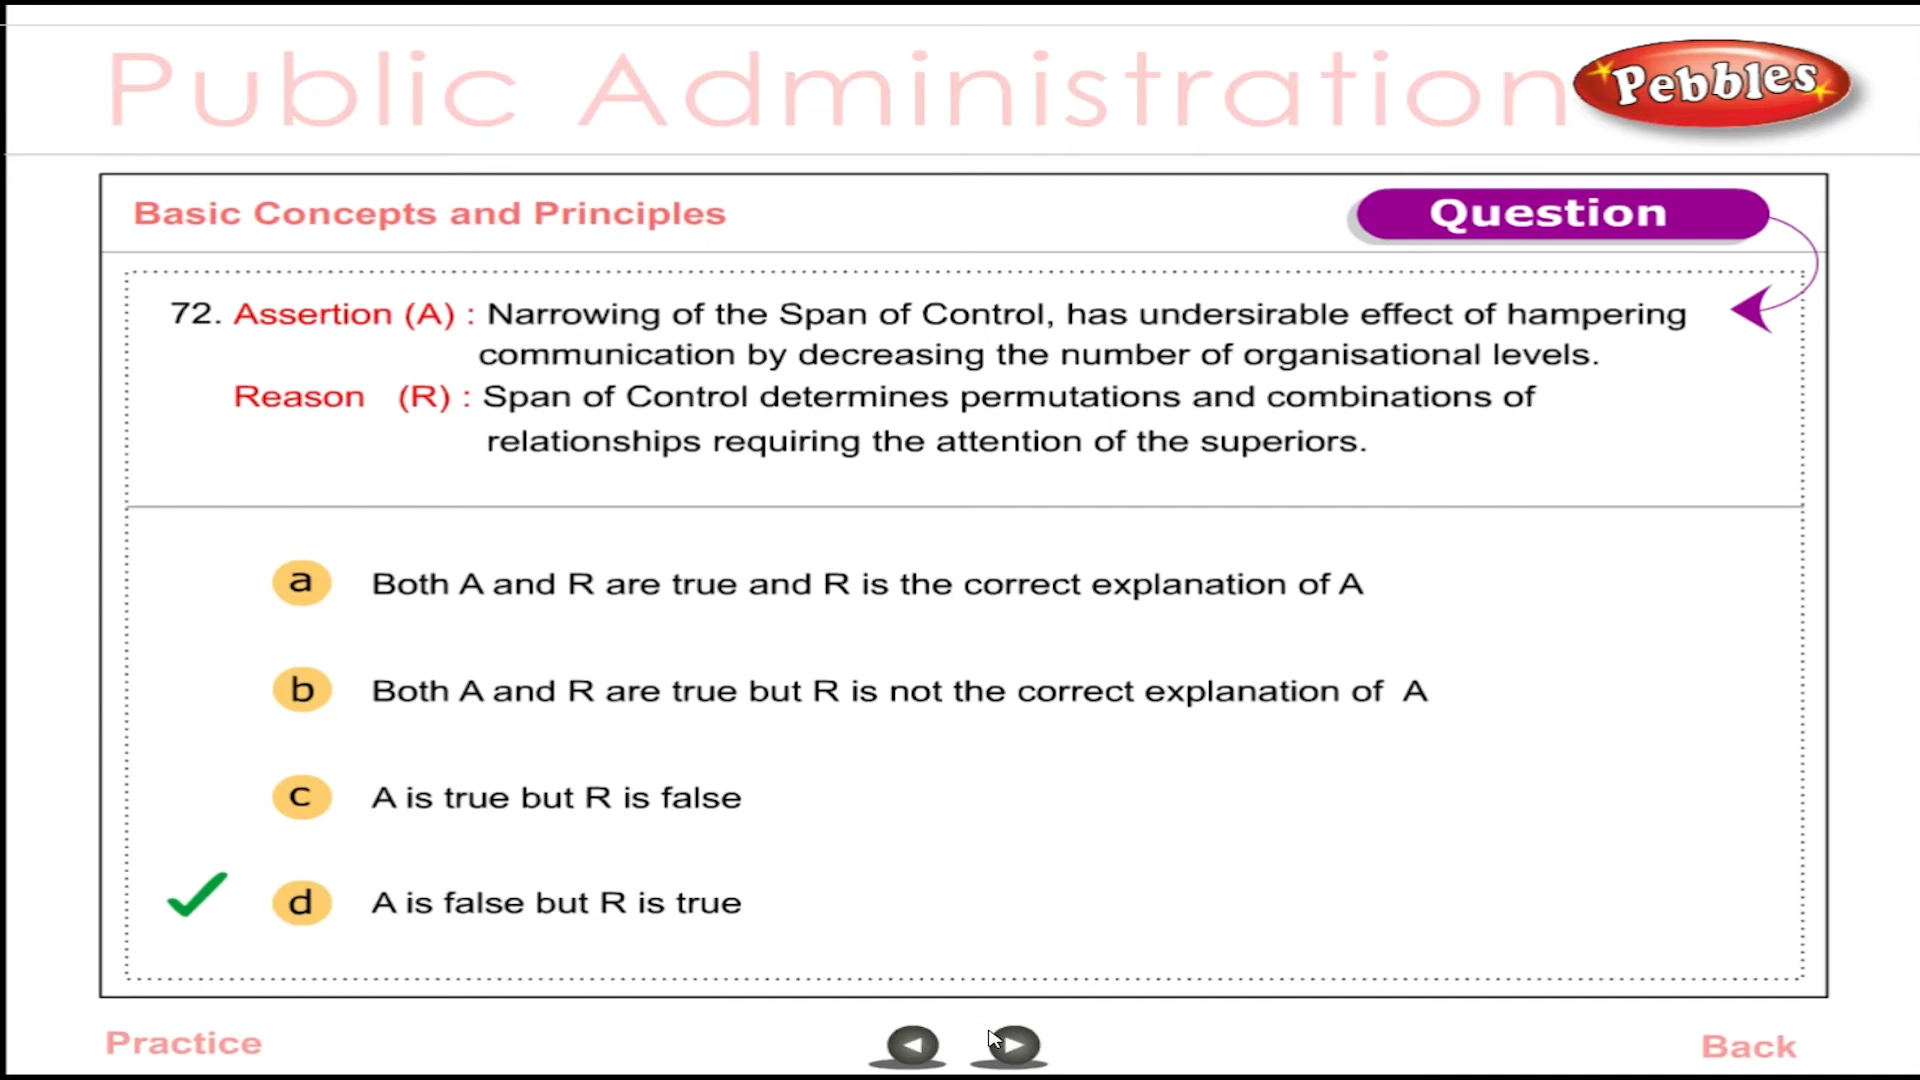 Public Administration
Pebbles
Basic Concepts and Principles
Question
72. Assertion (A) : Narrowing of the Span of Control, has undersirable effect of hampering
communication by decreasing the number of organisational levels.
Reason (R) : Span of Control determines permutations and combinations of
relationships requiring the attention of the superiors.
a Both A and R are true and R is the correct explanation of A
b Both A and R are true but R is not the correct explanation of A
c A is true but R is false
d A is false but R is true
Practice
Back